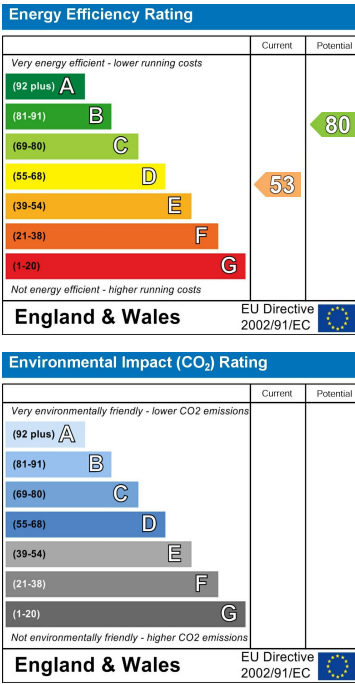 Energy Efficiency Rating
Current Potential
Very energy efficient - lower running costs
(92 plus) A
(81-91) B
(69-80) C
(55-68) D
(39-54) E
(21-38) F
(1-20) G
80
53
Not energy efficient - higher running costs
England & Wales
EU Directive
2002/91/EC
Environmental Impact (CO2) Rating
Current Potential
Very environmentally friendly - lower CO2 emissions
(92 plus) A
(81-91) B
(69-80) C
(55-68) D
(39-54) E
(21-38) F
(1-20) G
Not environmentally friendly - higher CO2 emissions
England & Wales
EU Directive
2002/91/EC